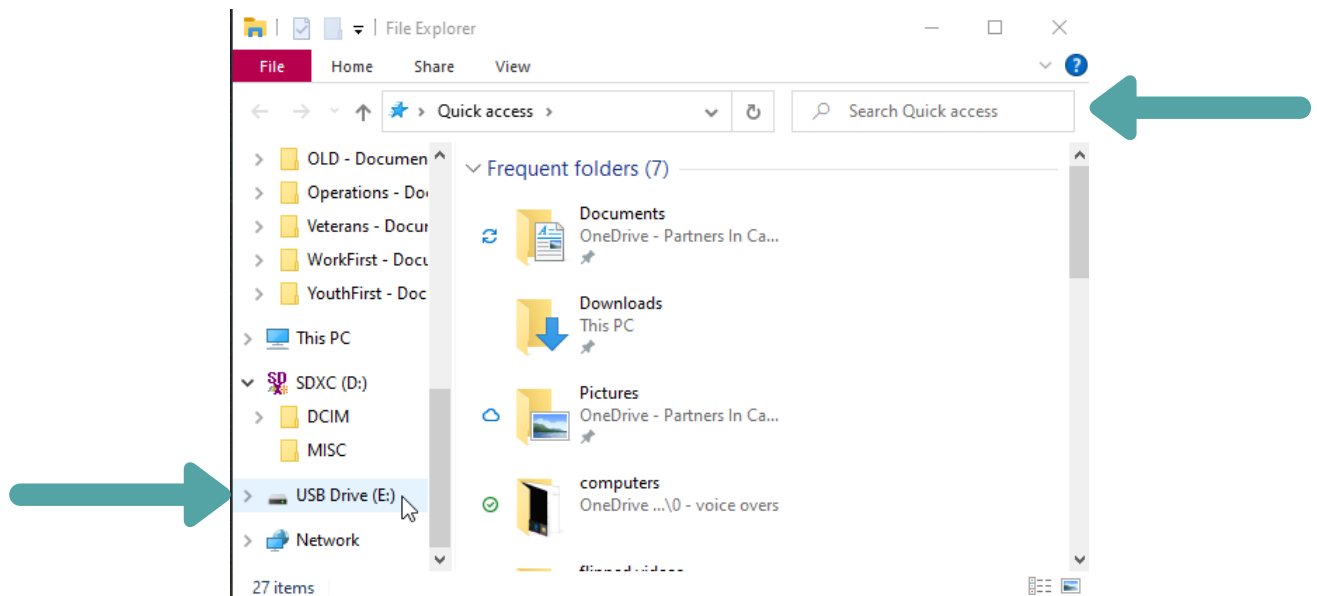 File Explorer
File Home Share View
Quick access
Search Quick access
OLD - Documen
Operations - Do
Veterans - Docur
WorkFirst - Docu
YouthFirst - Doc
This PC
SDXC (D:)
DCIM
MISC
USB Drive (E:)
Network
Frequent folders (7)
Documents
OneDrive - Partners In Ca...
Downloads
This PC
Pictures
OneDrive - Partners In Ca...
computers
OneDrive ...\0 - voice overs
27 items